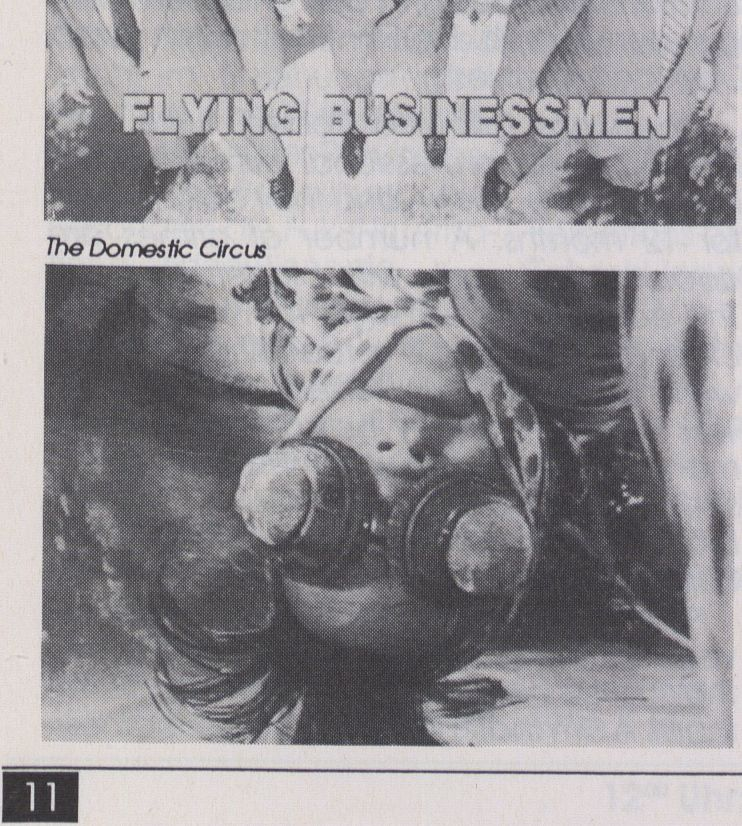 FLYING BUSINESSMEN
The Domestic Circus
11